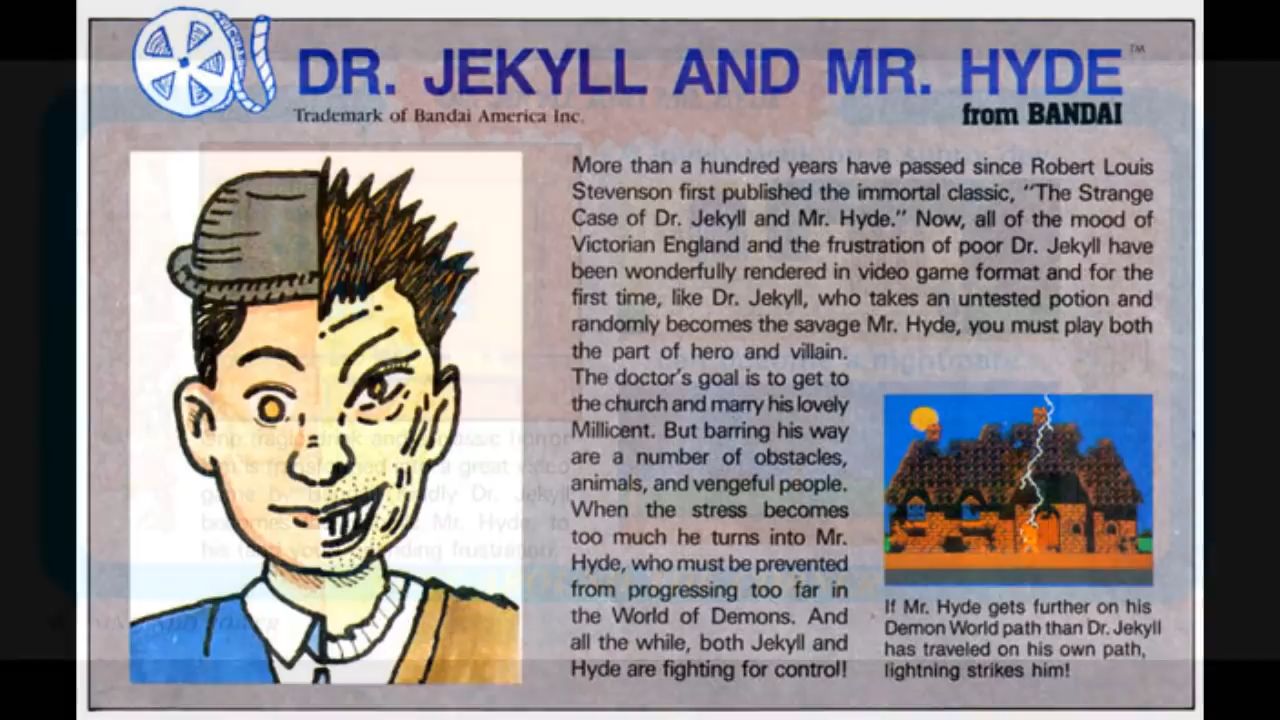 DR. JEKYLL AND MR. HYDE™
Trademark of Bandai America Inc.
from BANDAI
More than a hundred years have passed since Robert Louis
Stevenson first published the immortal classic, "The Strange
Case of Dr. Jekyll and Mr. Hyde." Now, all of the mood of
Victorian England and the frustration of poor Dr. Jekyll have
been wonderfully rendered in video game format and for the
first time, like Dr. Jekyll, who takes an untested potion and
randomly becomes the savage Mr. Hyde, you must play both
the part of hero and villain.
The doctor's goal is to get to
the church and marry his lovely
Millicent. But barring his way
are a number of obstacles,
animals, and vengeful people.
When the stress becomes
too much he turns into Mr.
Hyde, who must be prevented
from progressing too far in
the World of Demons. And
all the while, both Jekyll and
Hyde are fighting for control!
If Mr. Hyde gets further on his
Demon World path than Dr. Jekyll
has traveled on his own path,
lightning strikes him!